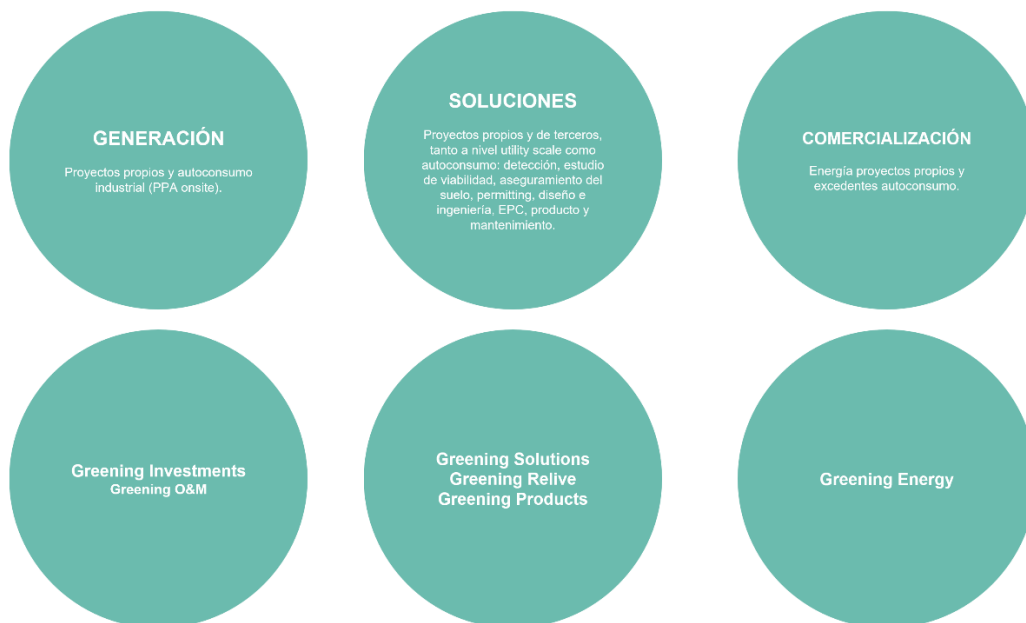 GENERACIÓN
Proyectos propios y autoconsumo
industrial (PPA onsite).
SOLUCIONES
Proyectos propios y de terceros,
tanto a nivel utility scale como
autoconsumo: detección, estudio
de viabilidad, aseguramiento del
suelo, permitting, diseño e
ingeniería, EPC, producto y
mantenimiento.
COMERCIALIZACIÓN
Energía proyectos propios y
excedentes autoconsumo.
Greening Investments
Greening O&M
Greening Solutions
Greening Relive
Greening Products
Greening Energy